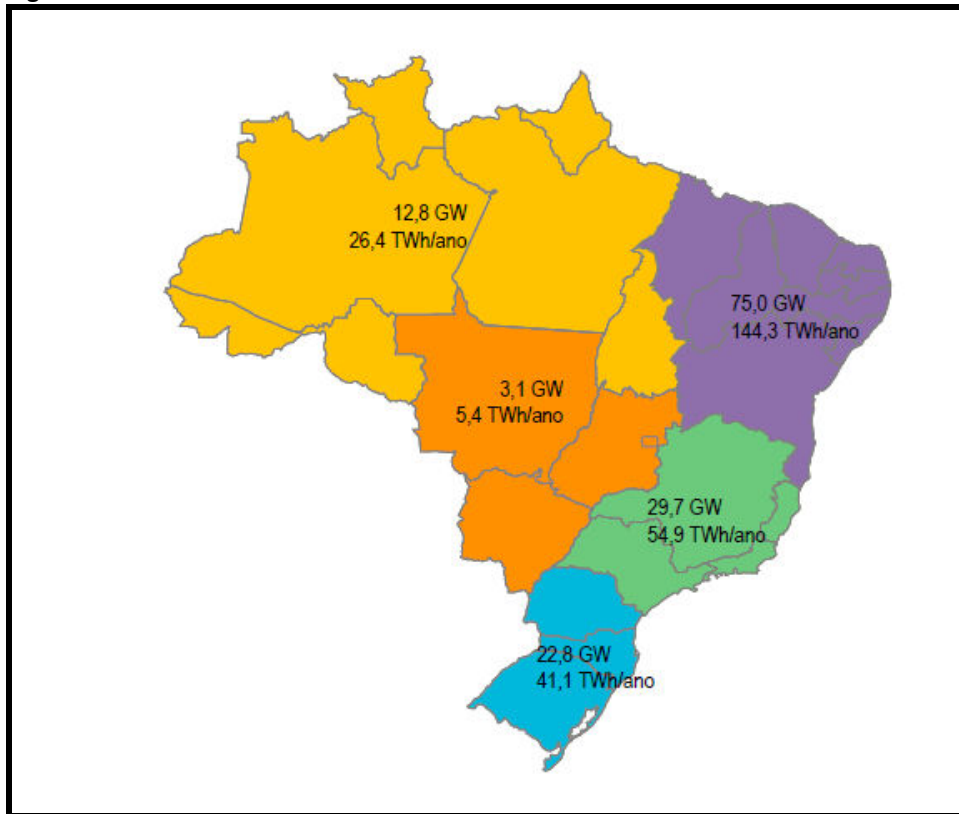 12,8 GW
26,4 TWh/ano
75,0 GW
144,3 TWh/ano
3,1 GW
5,4 TWh/ano
29,7 GW
54,9 TWh/ano
22,8 GW
41,1 TWh/ano